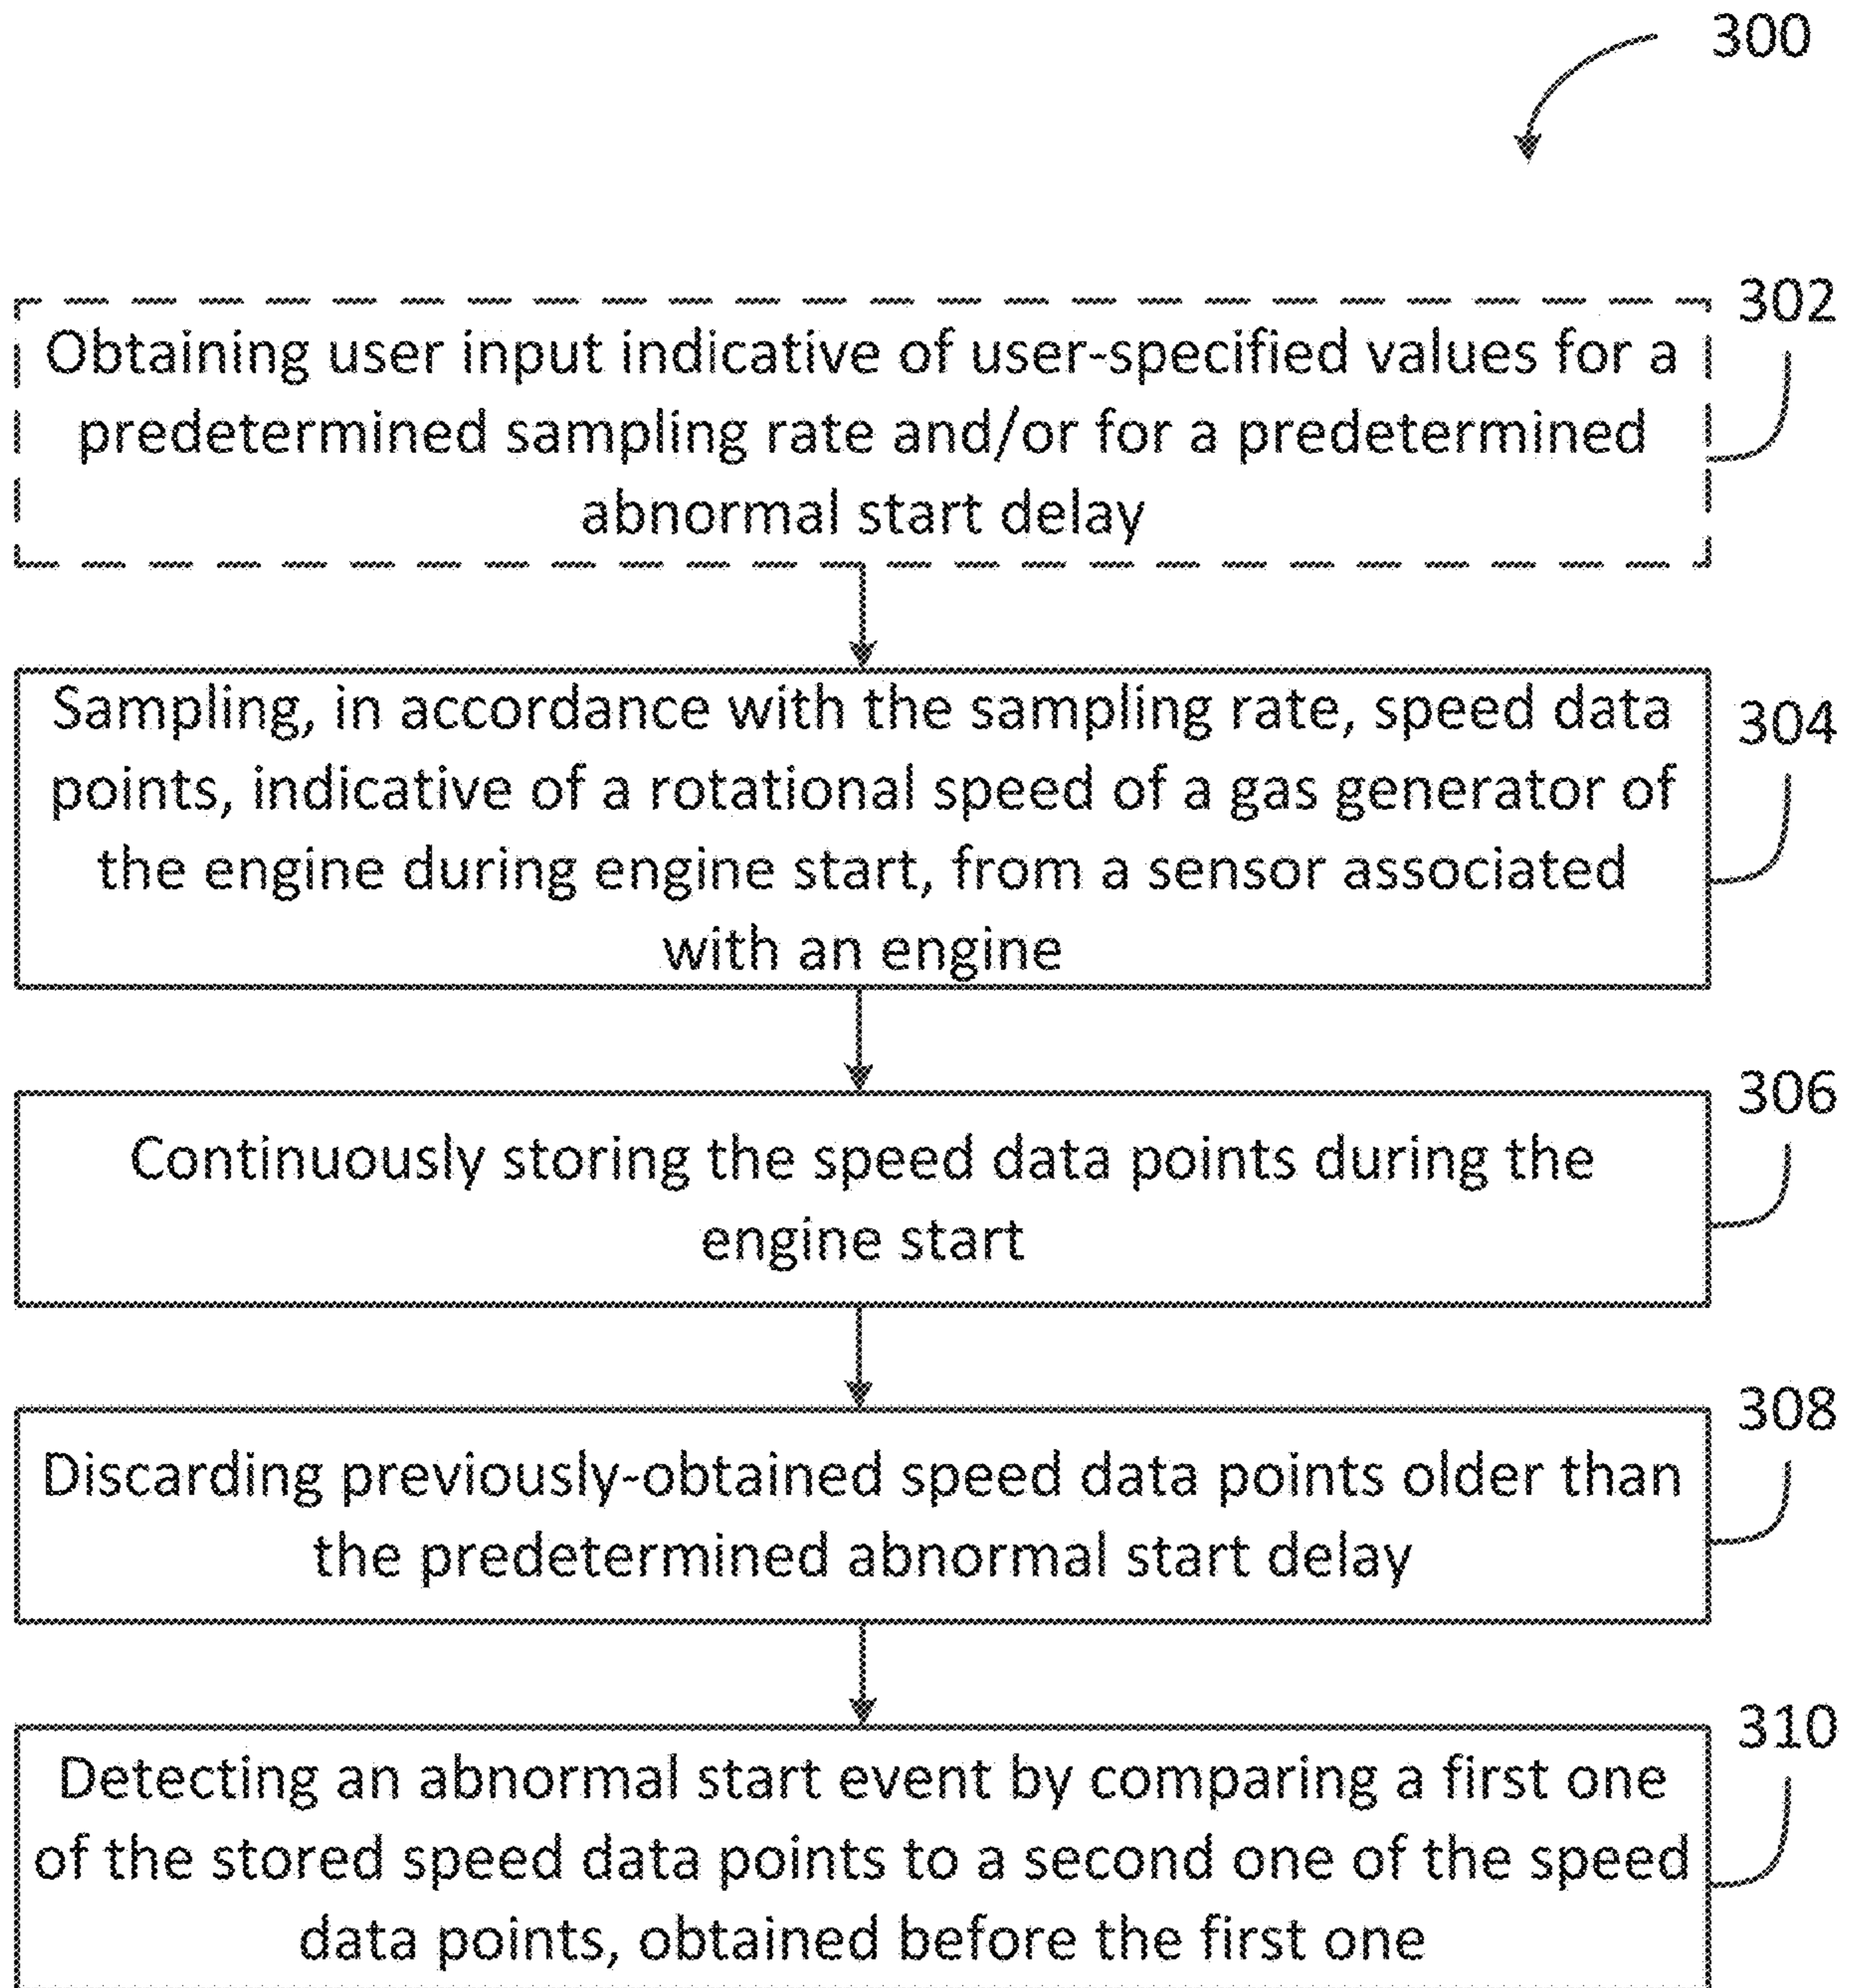 300
302
Obtaining user input indicative of user-specified values for a
predetermined sampling rate and/or for a predetermined
abnormal start delay
304
Sampling, in accordance with the sampling rate, speed data
points, indicative of a rotational speed of a gas generator of
the engine during engine start, from a sensor associated
with an engine
306
Continuously storing the speed data points during the
engine start
308
Discarding previously-obtained speed data points older than
the predetermined abnormal start delay
310
Detecting an abnormal start event by comparing a first one
of the stored speed data points to a second one of the speed
data points, obtained before the first one